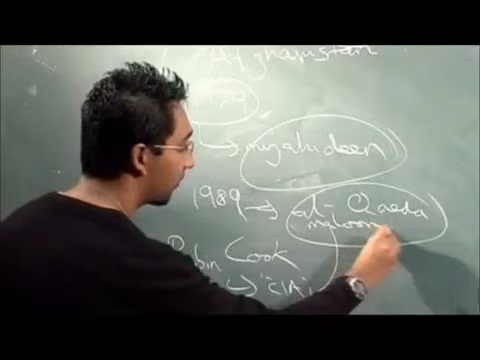 Afghanistan
1979
mujahideen
1989 → al-Qaeda
Robin Cook
"CIA"